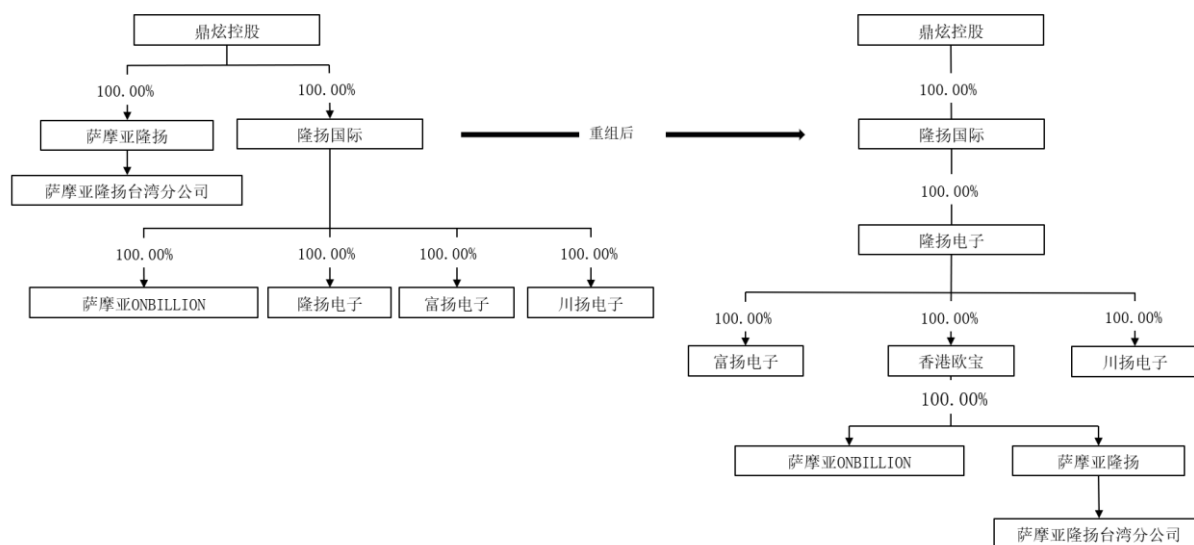 鼎炫控股
100.00%
100.00%
萨摩亚隆扬
隆扬国际
萨摩亚隆扬台湾分公司
100.00%
100.00%
100.00%
100.00%
萨摩亚ONBILLION
隆扬电子
富扬电子
川扬电子
重组后
鼎炫控股
100.00%
隆扬国际
100.00%
隆扬电子
100.00%
100.00%
100.00%
富扬电子
香港欧宝
川扬电子
100.00%
萨摩亚ONBILLION
萨摩亚隆扬
萨摩亚隆扬台湾分公司